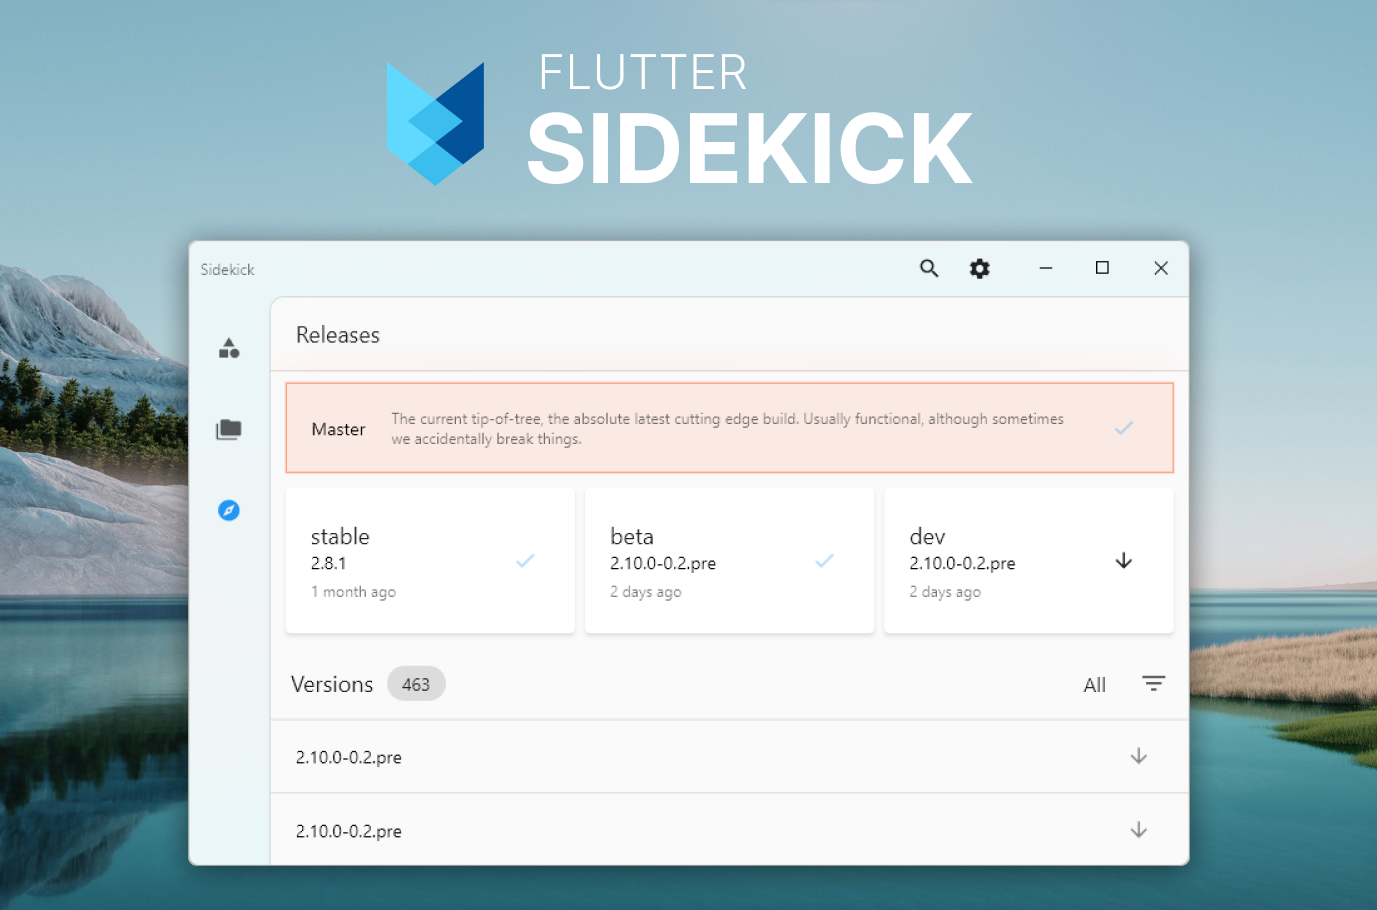 FLUTTER
SIDEKICK
Sidekick
Releases
Master
The current tip-of-tree, the absolute latest cutting edge build. Usually functional, although sometimes
we accidentally break things.
stable
2.8.1
1 month ago
beta
2.10.0-0.2.pre
2 days ago
dev
2.10.0-0.2.pre
2 days ago
Versions 463
All
2.10.0-0.2.pre
2.10.0-0.2.pre